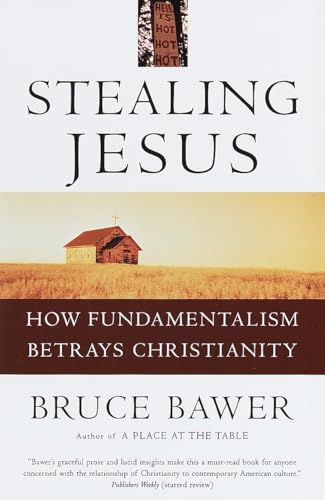 HELL
IS
HOT
HOT
HOT
HOT
STEALING
JESUS
HOW FUNDAMENTALISM
BETRAYS CHRISTIANITY
BRUCE BAWER
Author of A PLACE AT THE TABLE
"Bawer's graceful prose and lucid insights make this a must-read book for anyone
concerned with the relationship of Christianity to contemporary American culture."
Publishers Weekly (starred review)